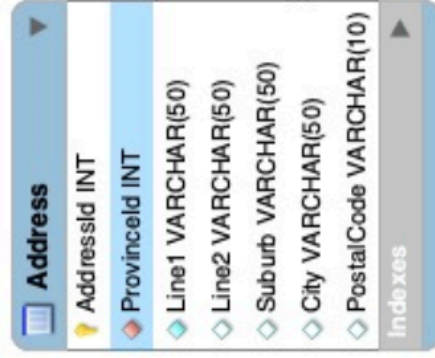 Address
AddressId INT
ProvinceId INT
Line1 VARCHAR(50)
Line2 VARCHAR(50)
Suburb VARCHAR(50)
City VARCHAR(50)
PostalCode VARCHAR(10)
Indexes